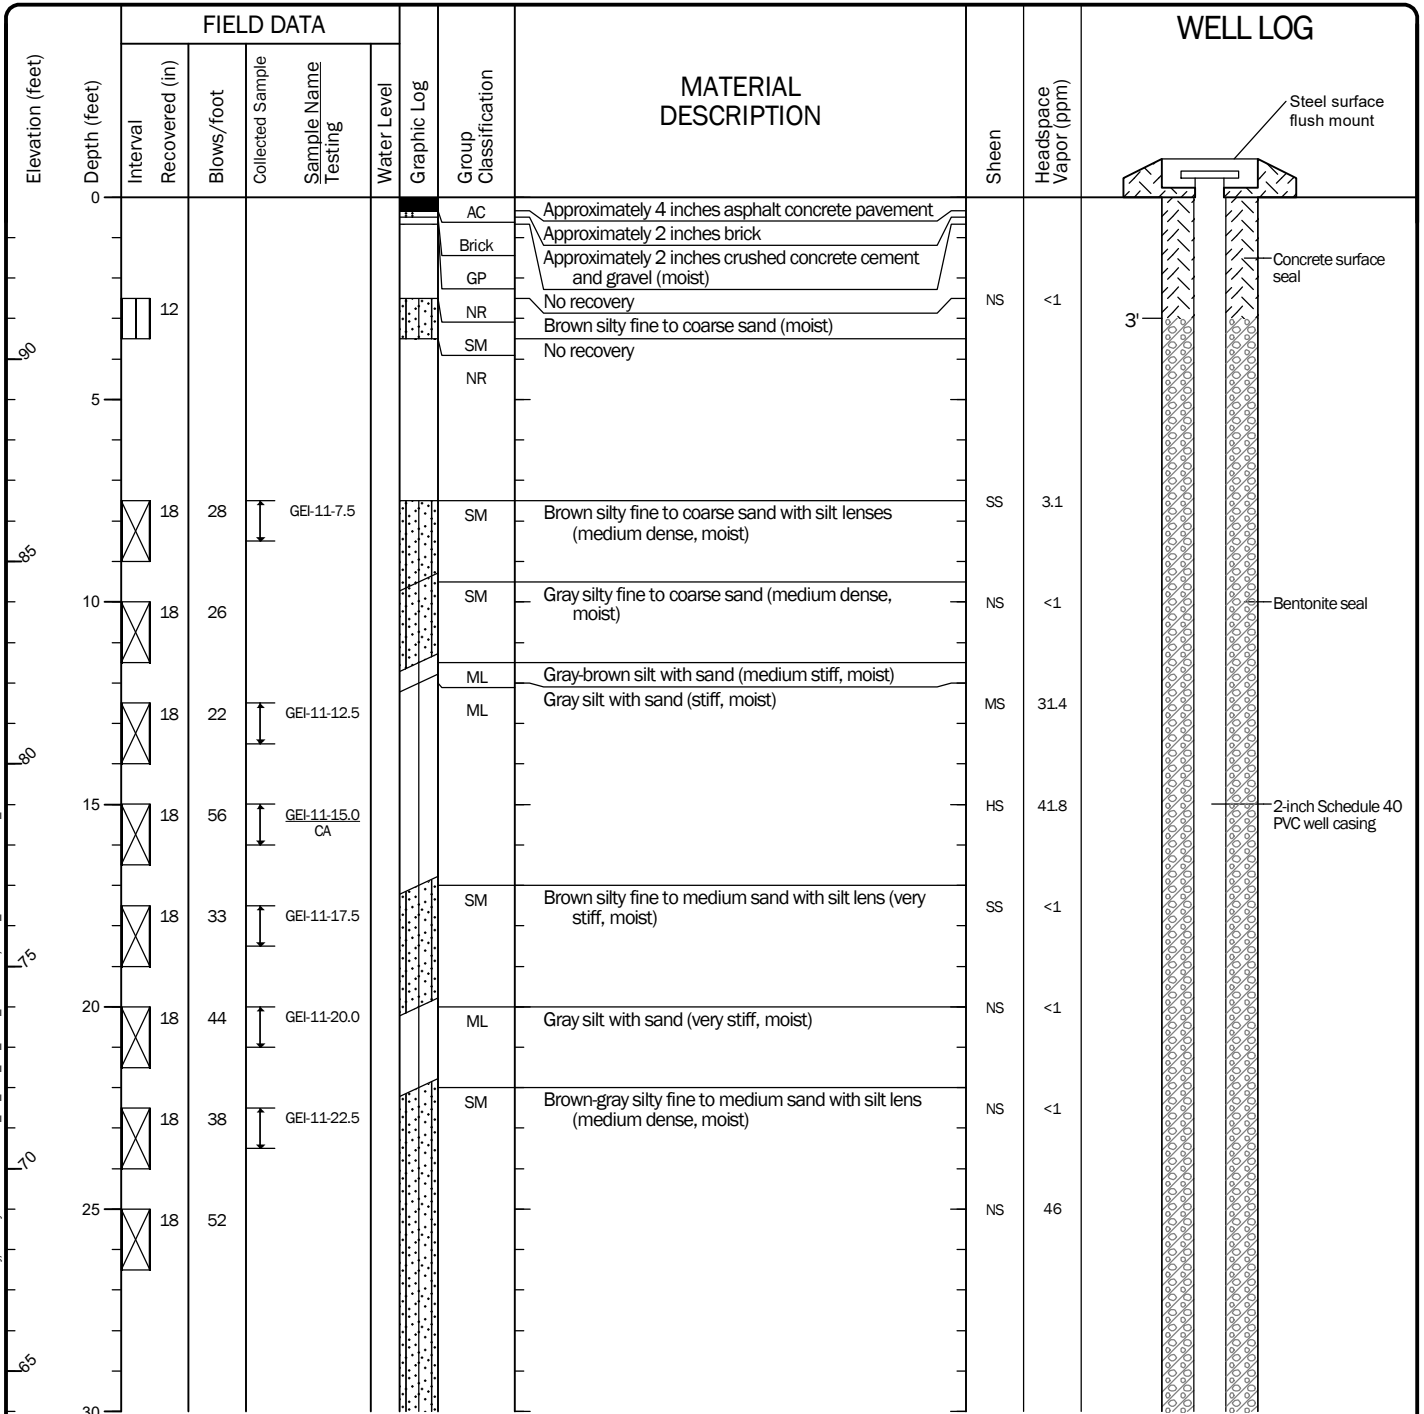 FIELD DATA
WELL LOG
Elevation (feet)
Depth (feet)
Interval
Recovered (in)
Blows/foot
Collected Sample
Sample Name
Testing
Water Level
Graphic Log
Group
Classification
MATERIAL
DESCRIPTION
Sheen
Headspace
Vapor (ppm)
Steel surface
flush mount
0
AC
Approximately 4 inches asphalt concrete pavement
Brick
Approximately 2 inches brick
GP
Approximately 2 inches crushed concrete cement
and gravel (moist)
Concrete surface
seal
12
NR
No recovery
NS
<1
3'
SM
Brown silty fine to coarse sand (moist)
90
NR
No recovery
5
18
28
GEI-11-7.5
SM
Brown silty fine to coarse sand with silt lenses
(medium dense, moist)
SS
3.1
85
10
18
26
SM
Gray silty fine to coarse sand (medium dense,
moist)
NS
<1
Bentonite seal
ML
Gray-brown silt with sand (medium stiff, moist)
18
22
GEI-11-12.5
ML
Gray silt with sand (stiff, moist)
MS
31.4
80
15
18
56
GEI-11-15.0
CA
HS
41.8
2-inch Schedule 40
PVC well casing
18
33
GEI-11-17.5
SM
Brown silty fine to medium sand with silt lens (very
stiff, moist)
SS
<1
75
20
18
44
GEI-11-20.0
ML
Gray silt with sand (very stiff, moist)
NS
<1
18
38
GEI-11-22.5
SM
Brown-gray silty fine to medium sand with silt lens
(medium dense, moist)
NS
<1
70
25
18
52
NS
46
65
30